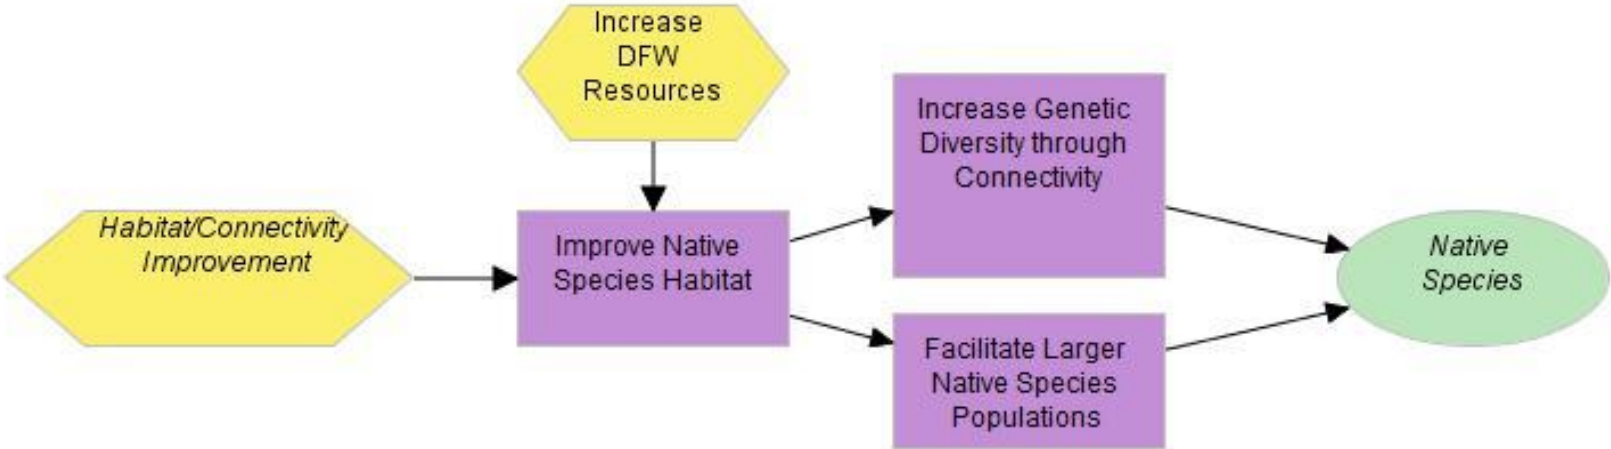 Increase
DFW
Resources
Habitat/Connectivity
Improvement
Improve Native
Species Habitat
Increase Genetic
Diversity through
Connectivity
Facilitate Larger
Native Species
Populations
Native
Species